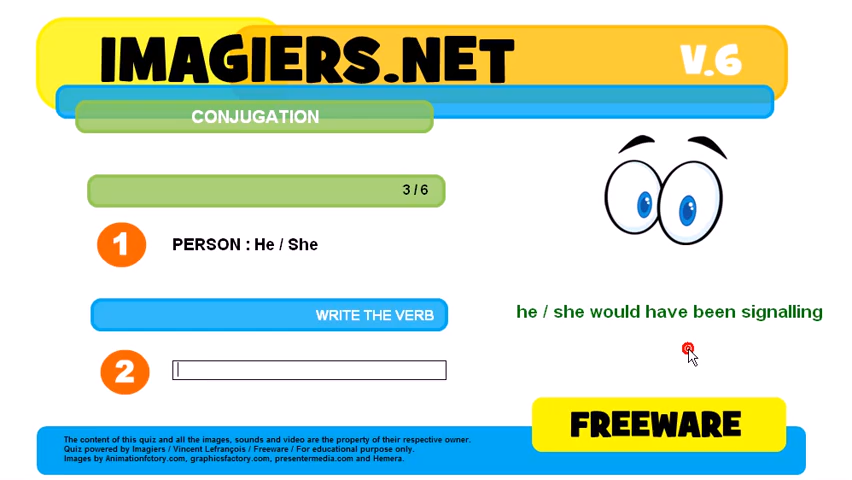 IMAGIERS.NET
V.6
CONJUGATION
3 / 6
1
PERSON : He / She
WRITE THE VERB
he / she would have been signalling
2
FREEWARE
The content of this quiz and all the images, sounds and video are the property of their respective owner.
Quiz powered by Imagiers / Vincent Lefrançois / Freeware / For educational purpose only.
Images by Animationfotory.com, graphicsfactory.com, presentermedia.com and Hemera.